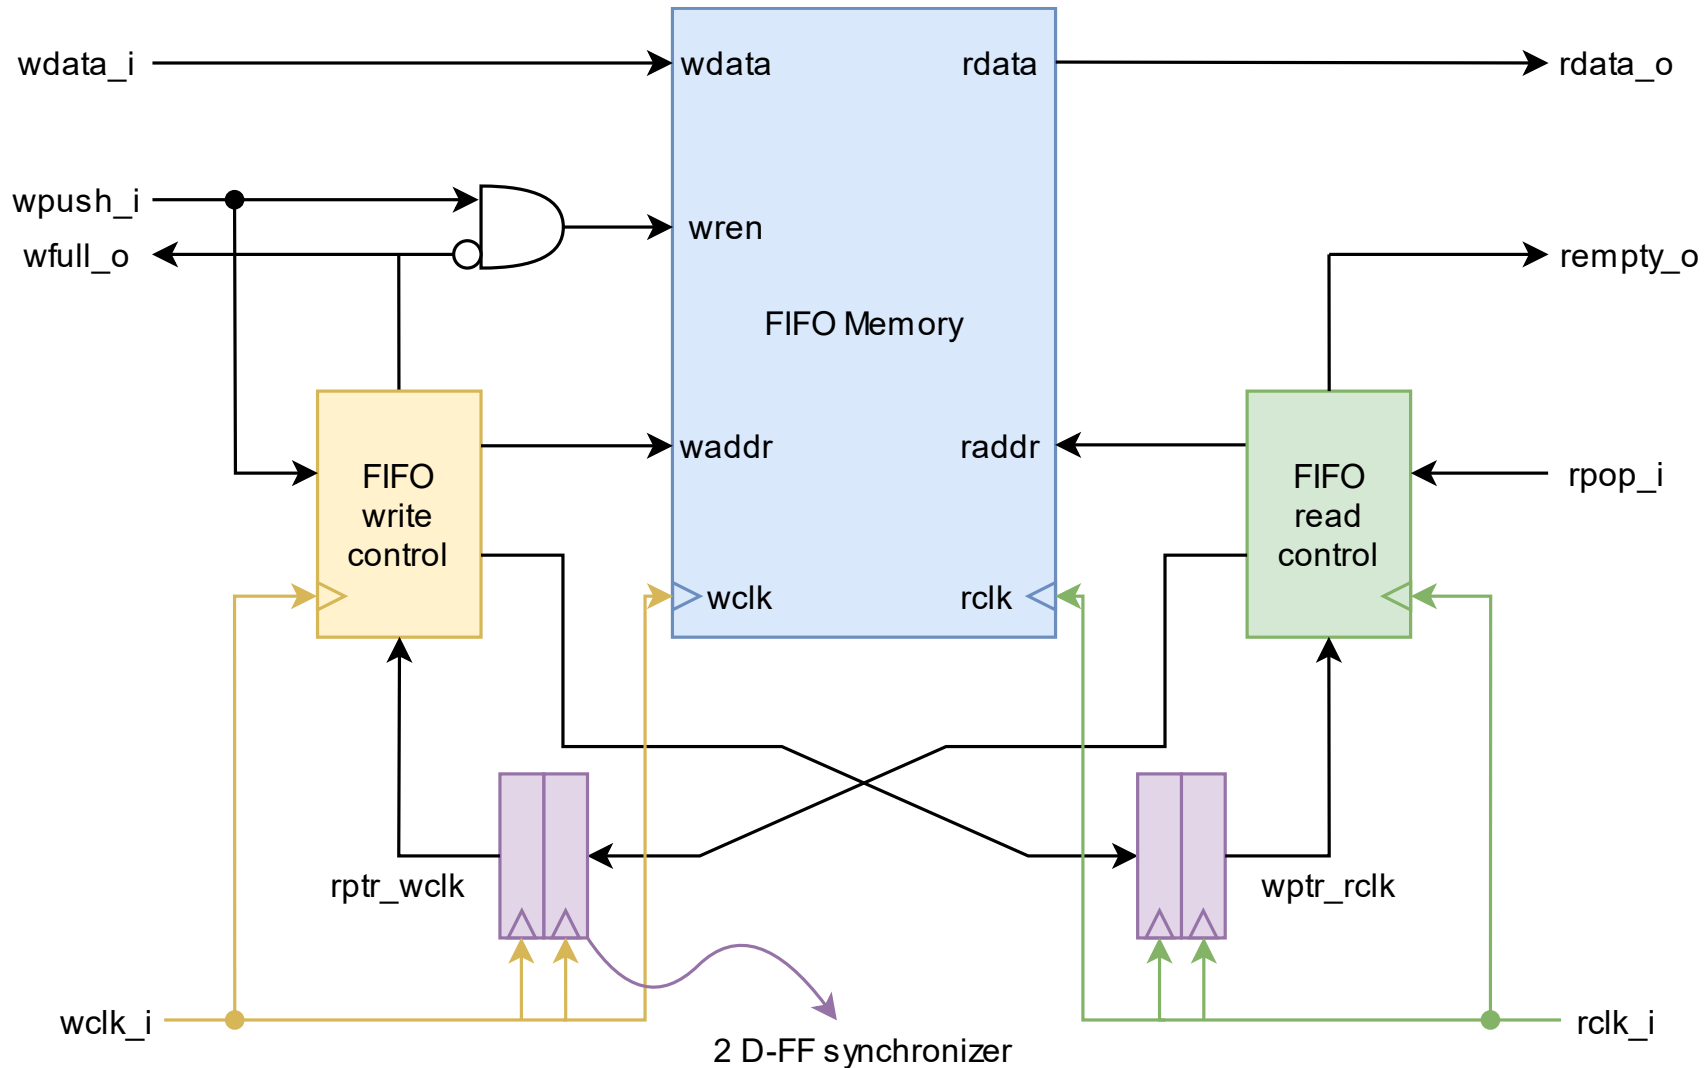 wdata_i
wdata
rdata
rdata_o
wpush_i
wren
wfull_o
rempty_o
FIFO Memory
waddr
raddr
FIFO
write
control
FIFO
read
control
rpop_i
wclk
rclk
rptr_wclk
wptr_rclk
wclk_i
rclk_i
2 D-FF synchronizer